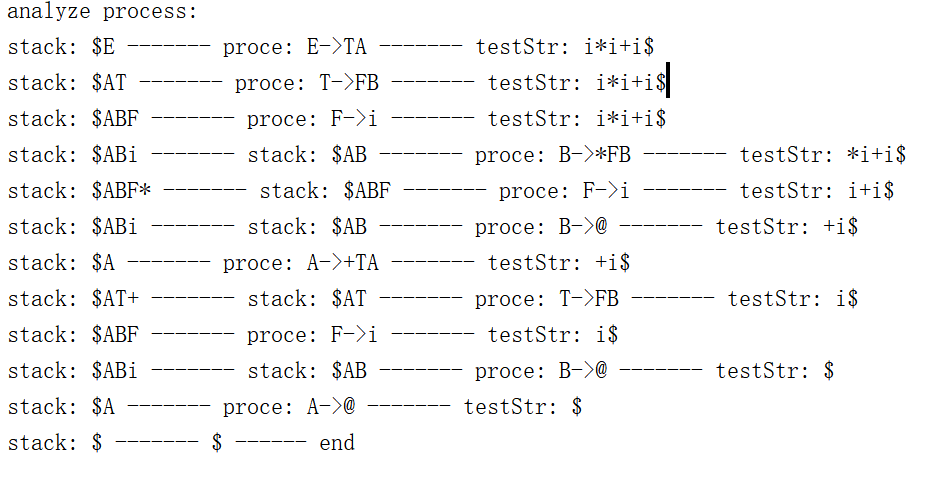 analyze process:
stack: $E ------- proce: E->TA ------- testStr: i*i+i$
stack: $AT ------- proce: T->FB ------- testStr: i*i+i$
stack: $ABF ------- proce: F->i ------- testStr: i*i+i$
stack: $ABi ------- stack: $AB ------- proce: B->*FB ------- testStr: *i+i$
stack: $ABF* ------- stack: $ABF ------- proce: F->i ------- testStr: i+i$
stack: $ABi ------- stack: $AB ------- proce: B->@ ------- testStr: +i$
stack: $A ------- proce: A->+TA ------- testStr: +i$
stack: $AT+ ------- stack: $AT ------- proce: T->FB ------- testStr: i$
stack: $ABF ------- proce: F->i ------- testStr: i$
stack: $ABi ------- stack: $AB ------- proce: B->@ ------- testStr: $
stack: $A ------- proce: A->@ ------- testStr: $
stack: $ ------- $ ------ end